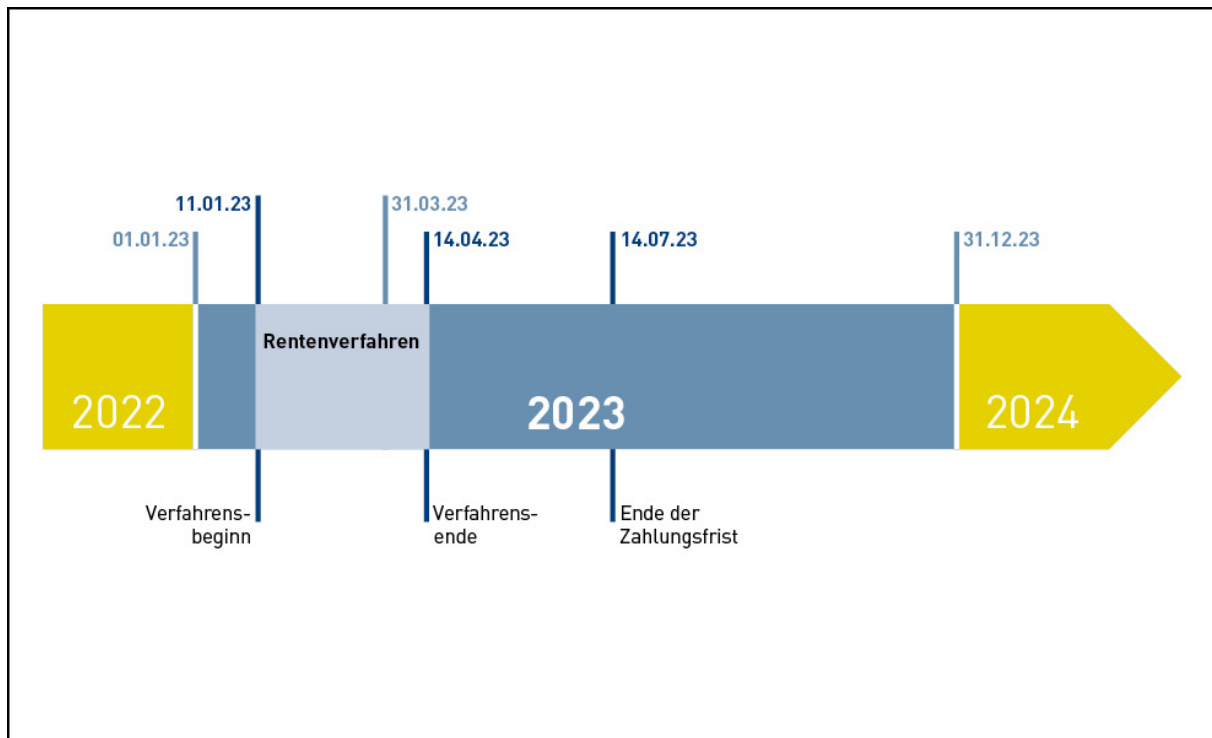 11.01.23
31.03.23
01.01.23
14.04.23
14.07.23
31.12.23
Rentenverfahren
2022
2023
2024
Verfahrens-
beginn
Verfahrens-
ende
Ende der
Zahlungsfrist